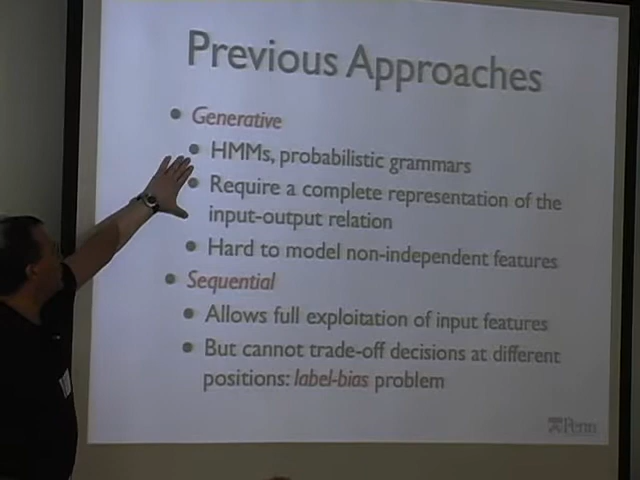 Previous Approaches
• Generative
• HMMs, probabilistic grammars
• Require a complete representation of the
input-output relation
• Hard to model non-independent features
• Sequential
• Allows full exploitation of input features
• But cannot trade-off decisions at different
positions: label-bias problem
Penn